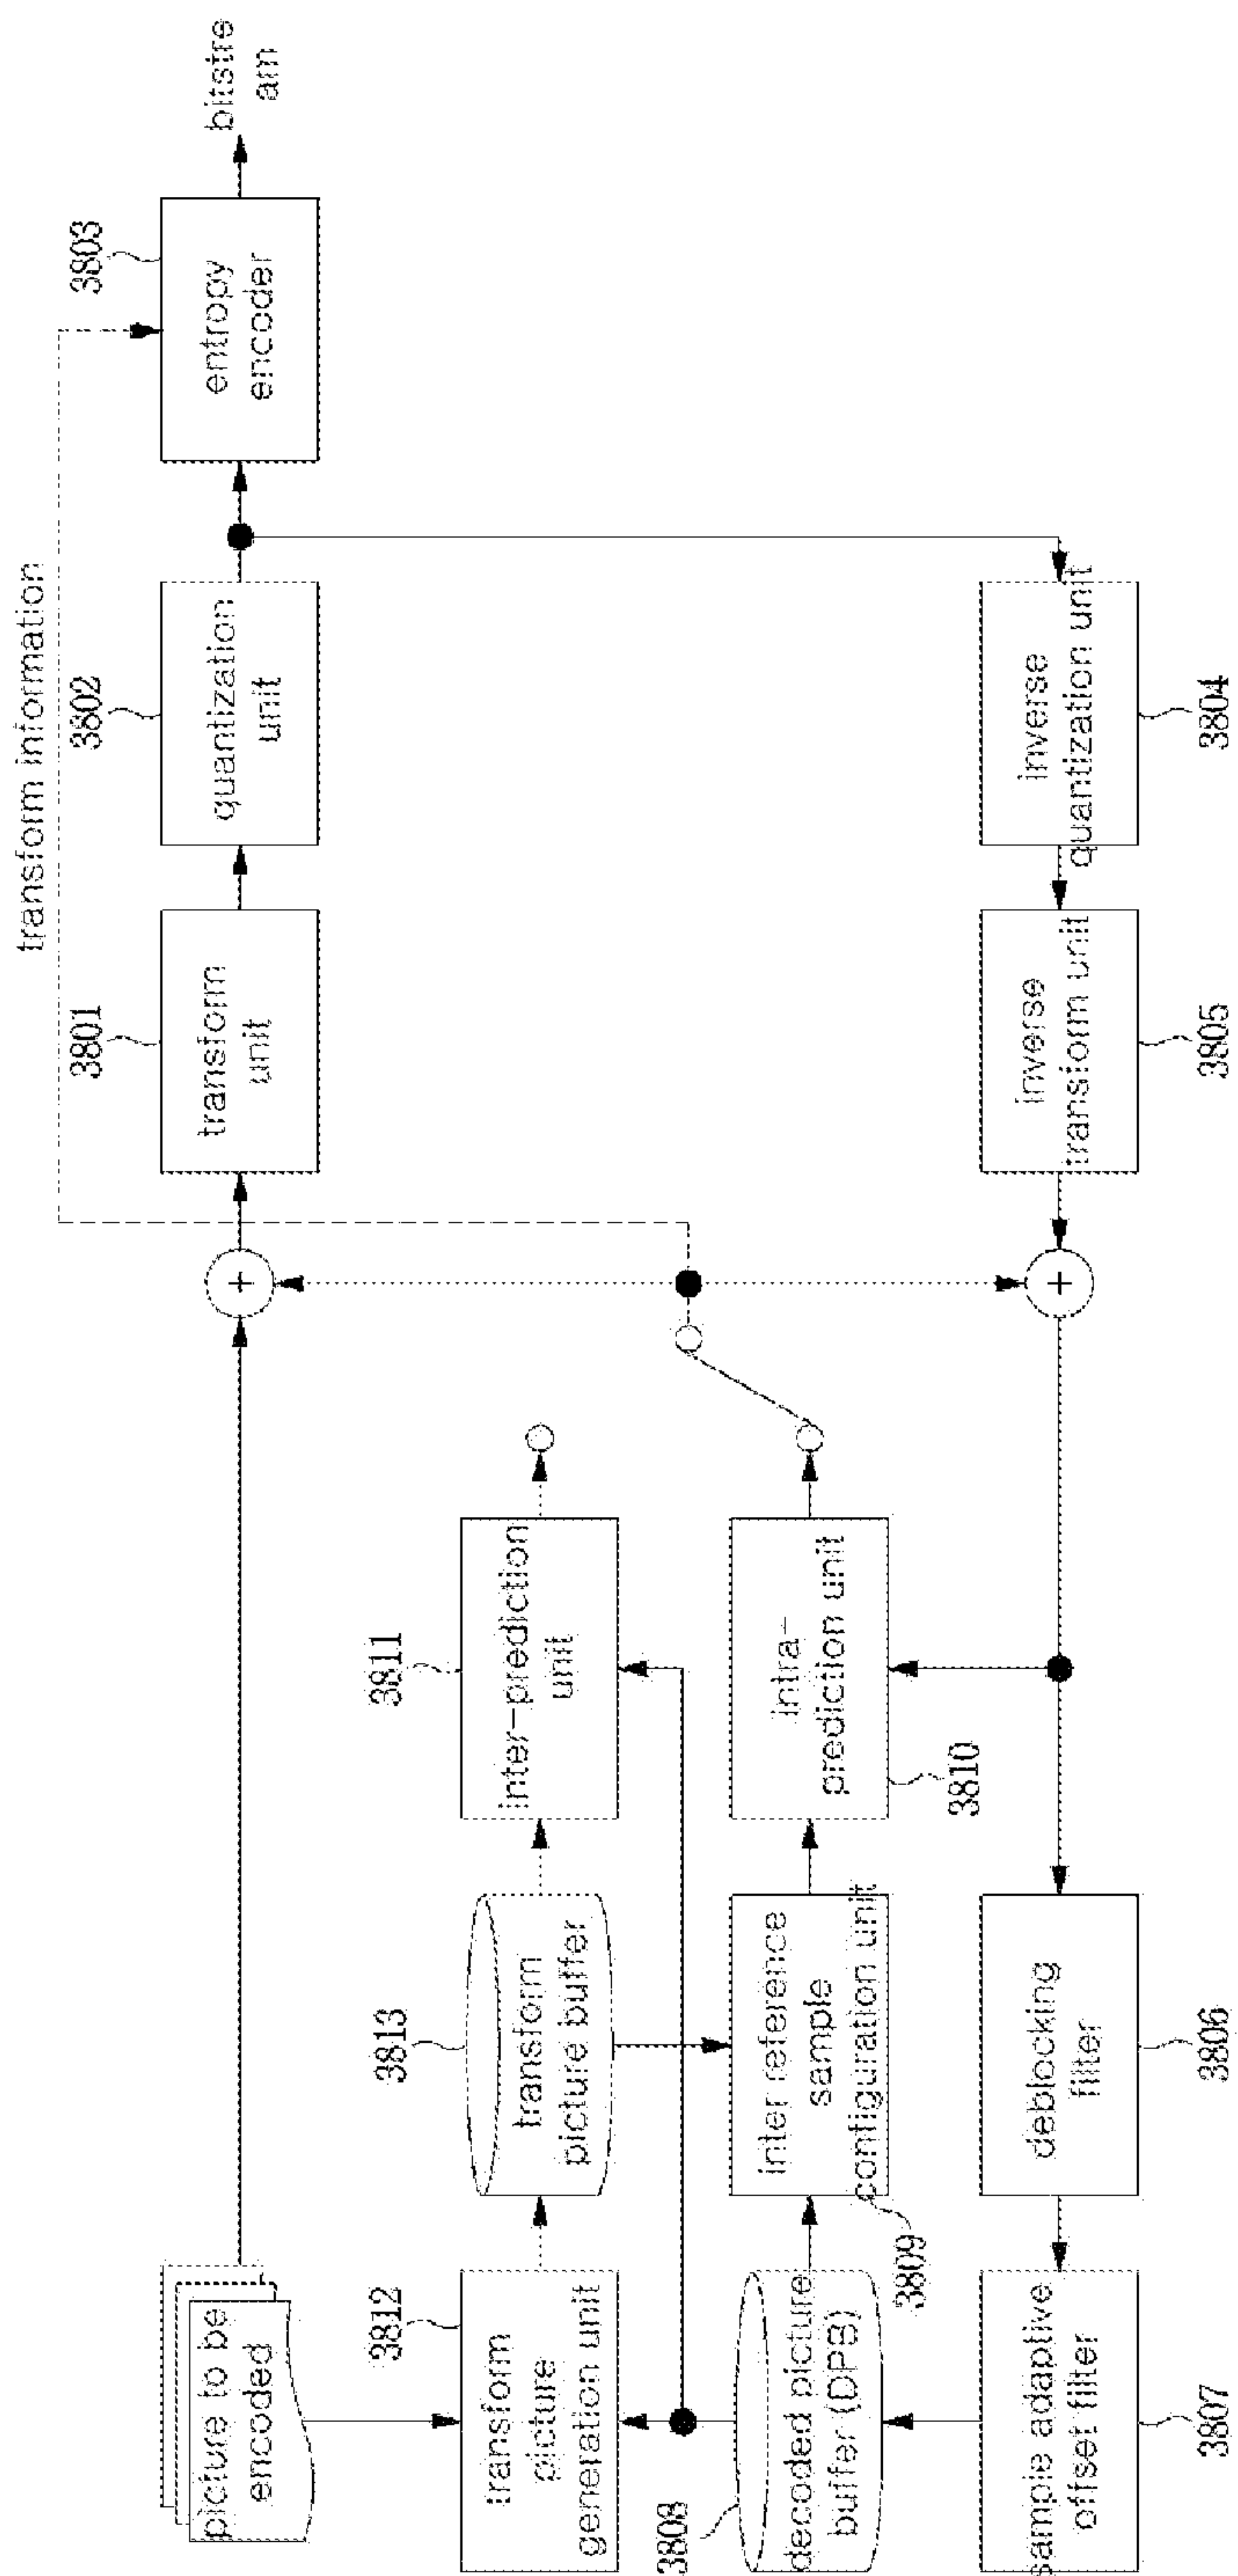 picture to be
encoded
transform information
3801
transform
unit
3802
quantization
unit
3803
entropy
encoder
bitstre
am
+
3812
transform
picture
generation unit
3813
transform
picture buffer
3811
inter-prediction
unit
3808
decoded picture
buffer (DPB)
3809
inter reference
sample
configuration unit
3810
intra-
prediction unit
+
3807
sample adaptive
offset filter
3806
deblocking
filter
3805
inverse
transform unit
3804
inverse
quantization unit